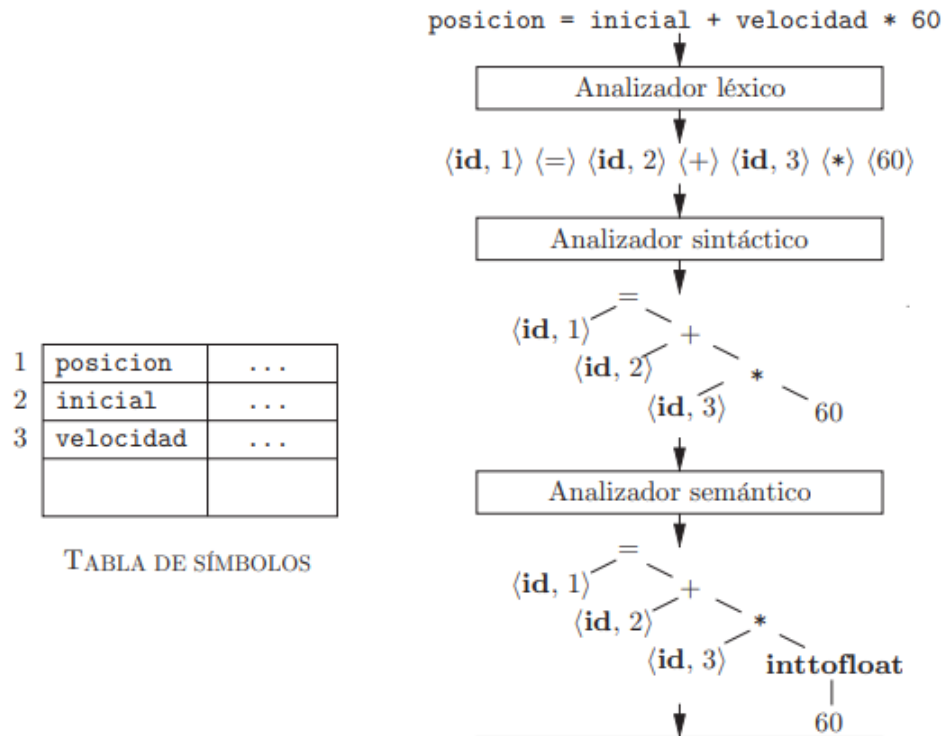 posicion = inicial + velocidad * 60
Analizador léxico
⟨id, 1⟩ ⟨=⟩ ⟨id, 2⟩ ⟨+⟩ ⟨id, 3⟩ ⟨*⟩ ⟨60⟩
Analizador sintáctico
=
⟨id, 1⟩
+
⟨id, 2⟩
*
⟨id, 3⟩
60
1 posicion ...
2 inicial ...
3 velocidad ...
TABLA DE SÍMBOLOS
Analizador semántico
=
⟨id, 1⟩
+
⟨id, 2⟩
*
⟨id, 3⟩
inttofloat
60